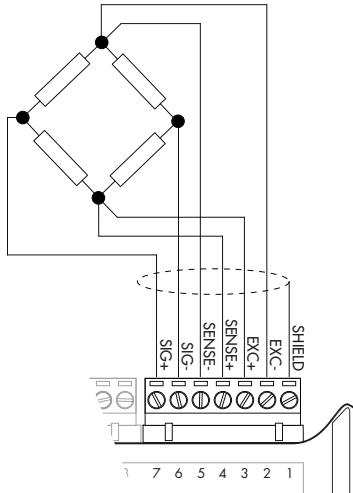 SIG+
SIG-
SENSE-
SENSE+
EXC+
EXC-
SHIELD
7 6 5 4 3 2 1